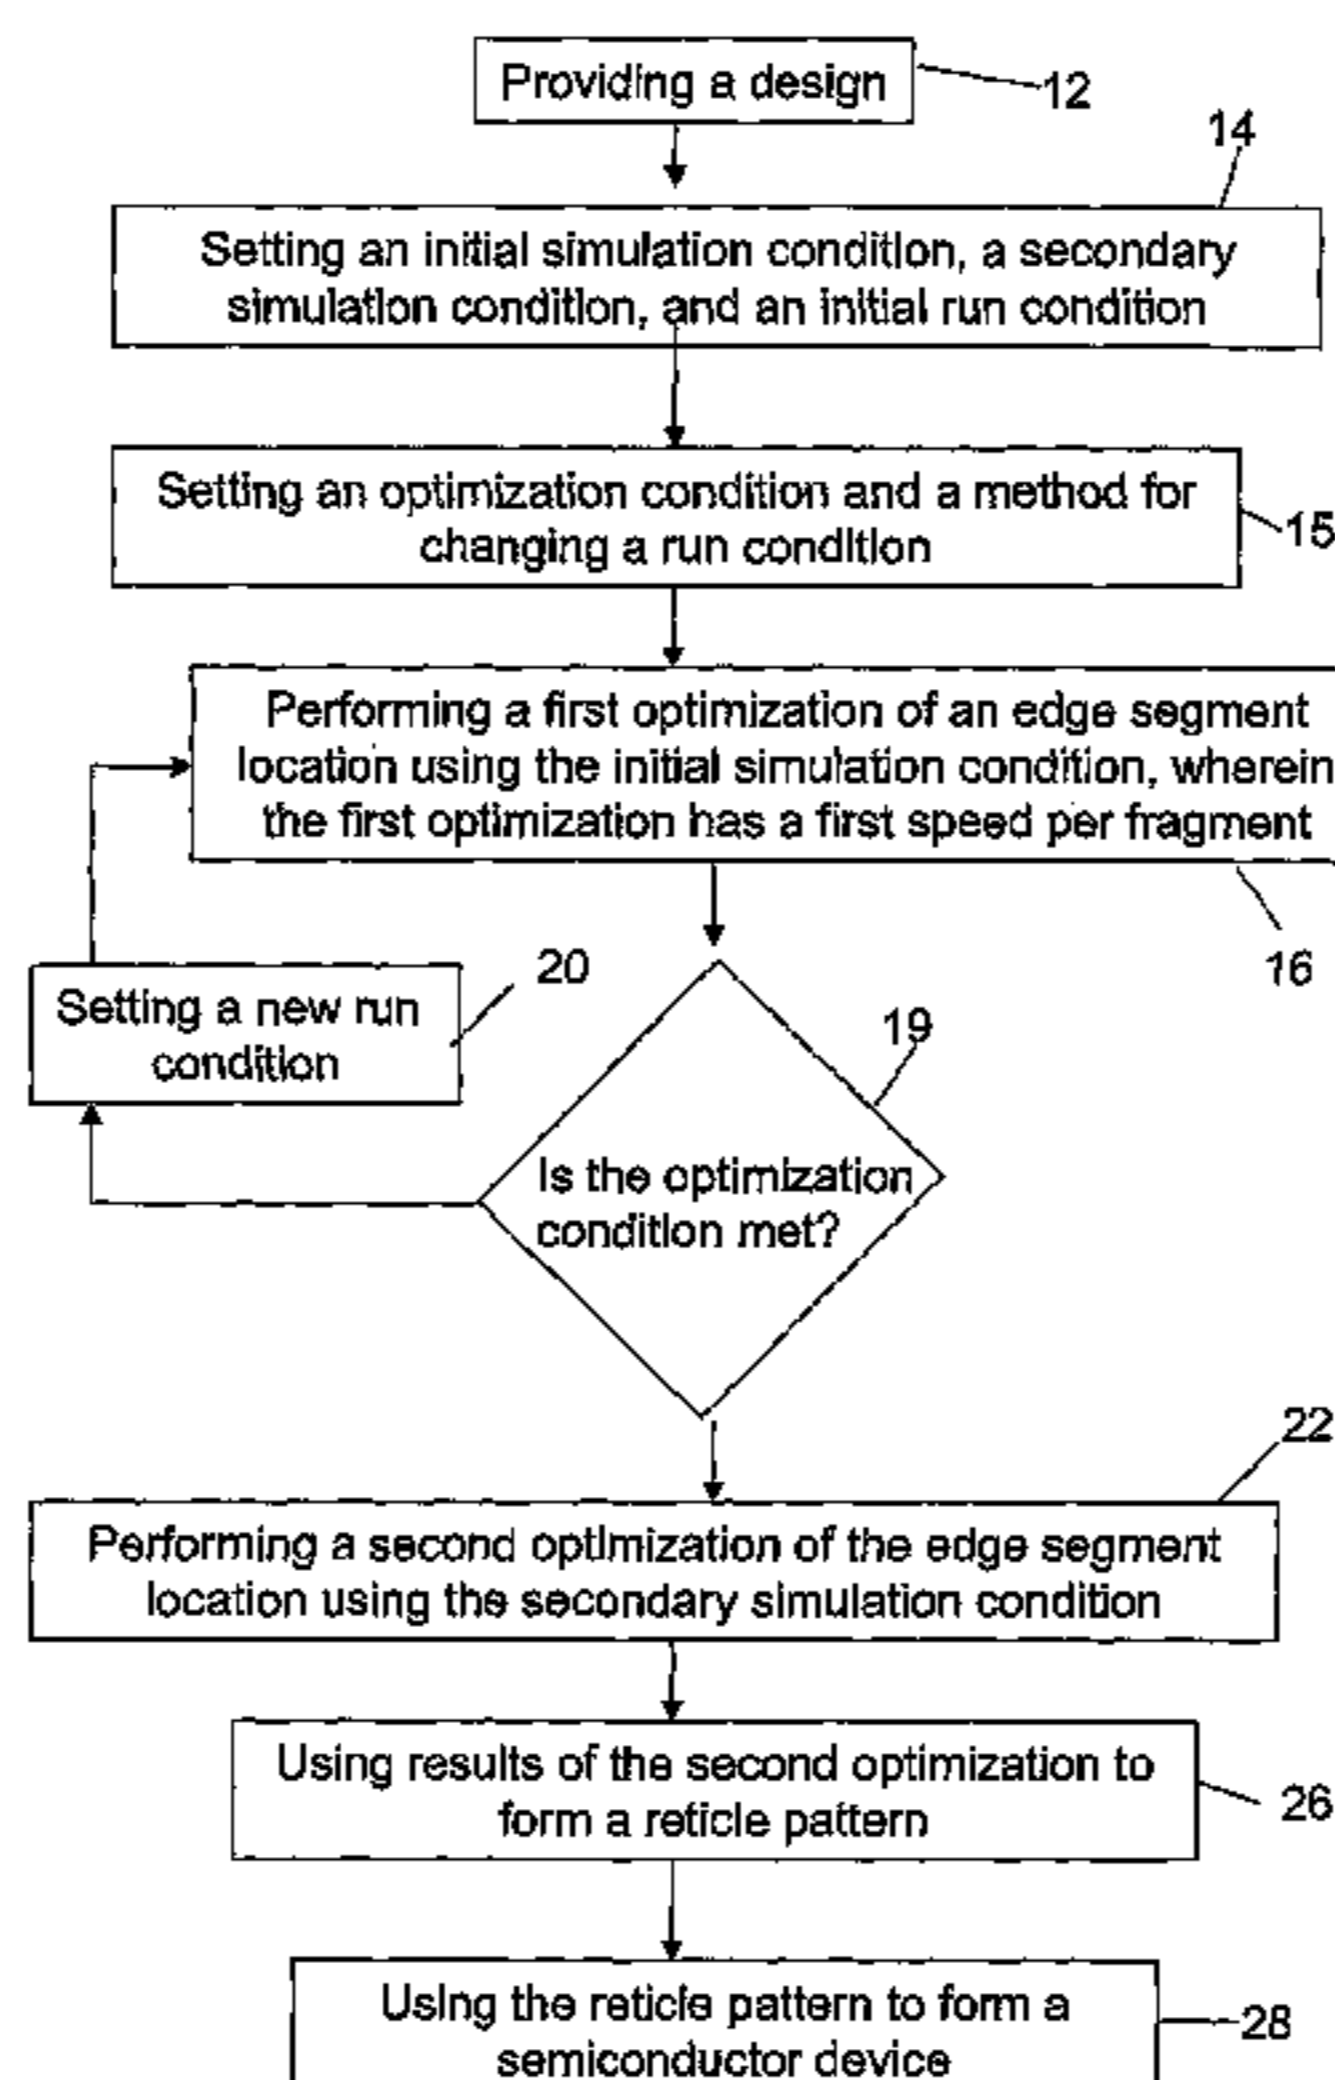 Providing a design
12
14
Setting an initial simulation condition, a secondary
simulation condition, and an initial run condition
Setting an optimization condition and a method for
changing a run condition
15
Performing a first optimization of an edge segment
location using the initial simulation condition, wherein
the first optimization has a first speed per fragment
16
20
Setting a new run
condition
19
Is the optimization
condition met?
22
Performing a second optimization of the edge segment
location using the secondary simulation condition
Using results of the second optimization to
form a reticle pattern
26
Using the reticle pattern to form a
semiconductor device
28